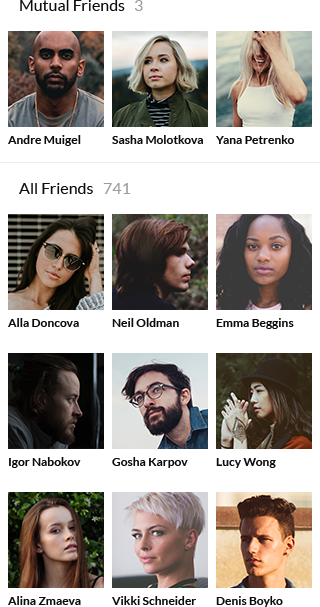 Mutual Friends 3
Andre Muigel Sasha Molotkova Yana Petrenko
All Friends 741
Alla Doncova Neil Oldman Emma Beggins
Igor Nabokov Gosha Karpov Lucy Wong
Alina Zmaeva Vikki Schneider Denis Boyko